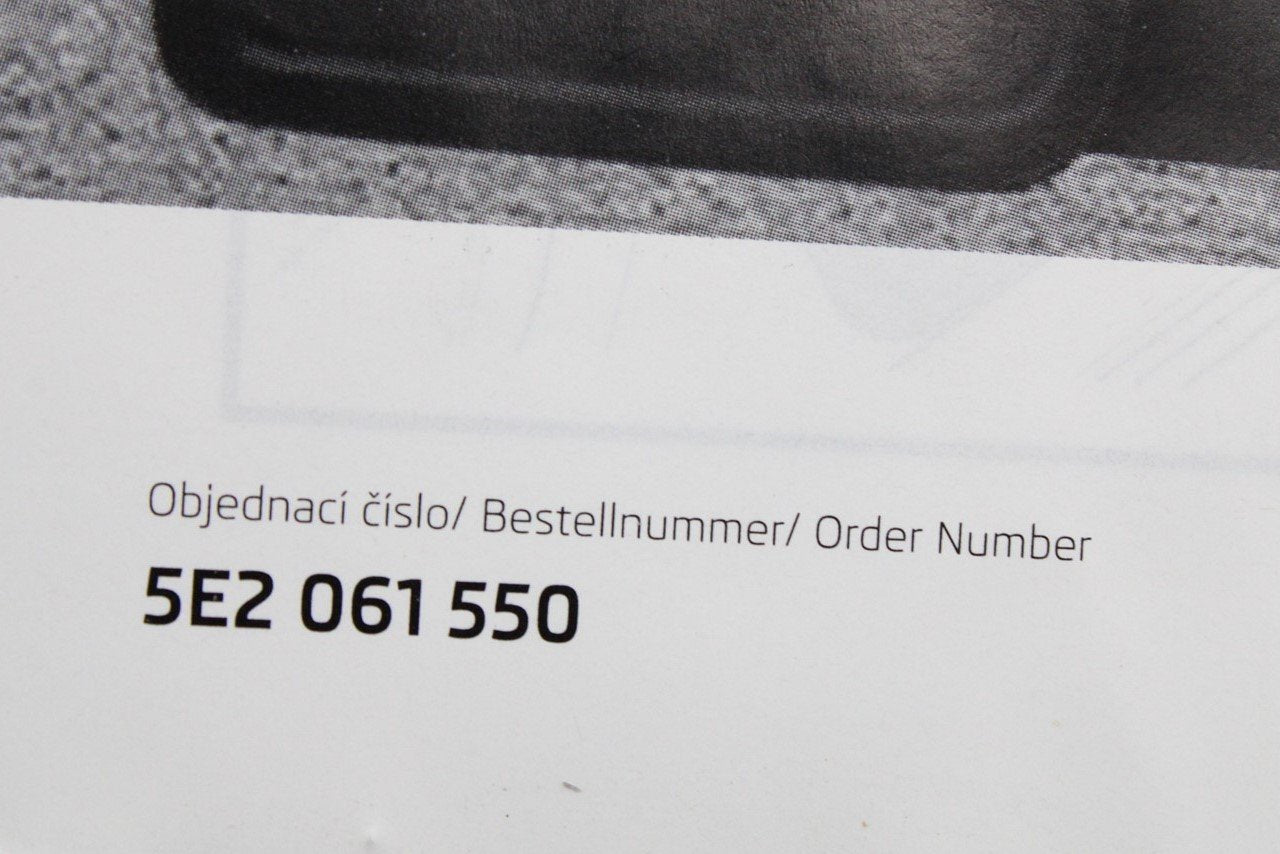 Objednací číslo/ Bestellnummer/ Order Number
5E2 061 550